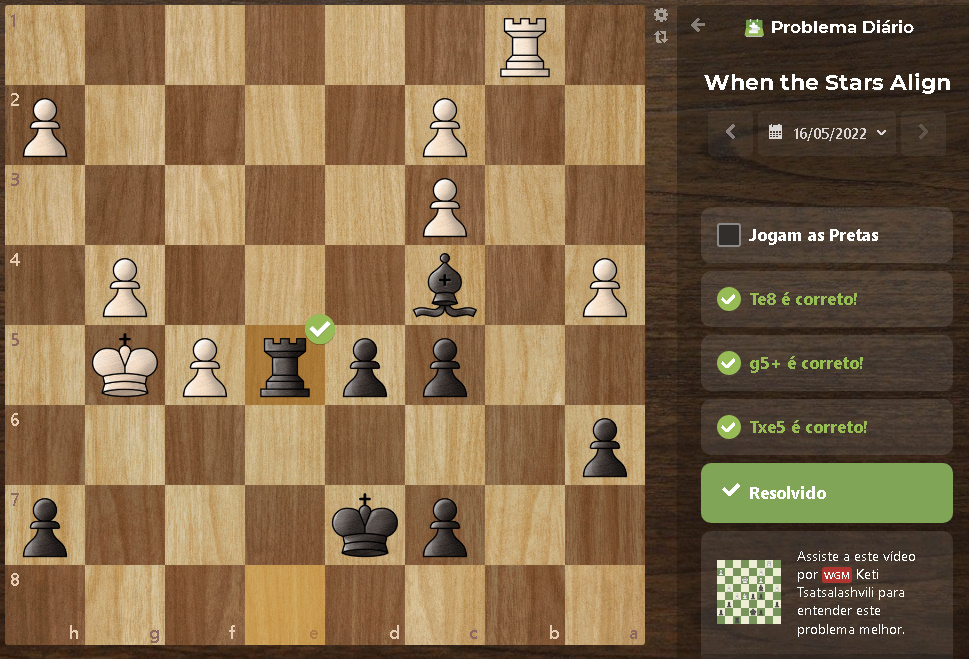 1
2
3
4
5
6
7
8
h g f e d c b a
Problema Diário
When the Stars Align
16/05/2022
Jogam as Pretas
Te8 é correto!
g5+ é correto!
Txe5 é correto!
Resolvido
Assiste a este vídeo
por WGM Keti
Tsatsalashvili para
entender este
problema melhor.